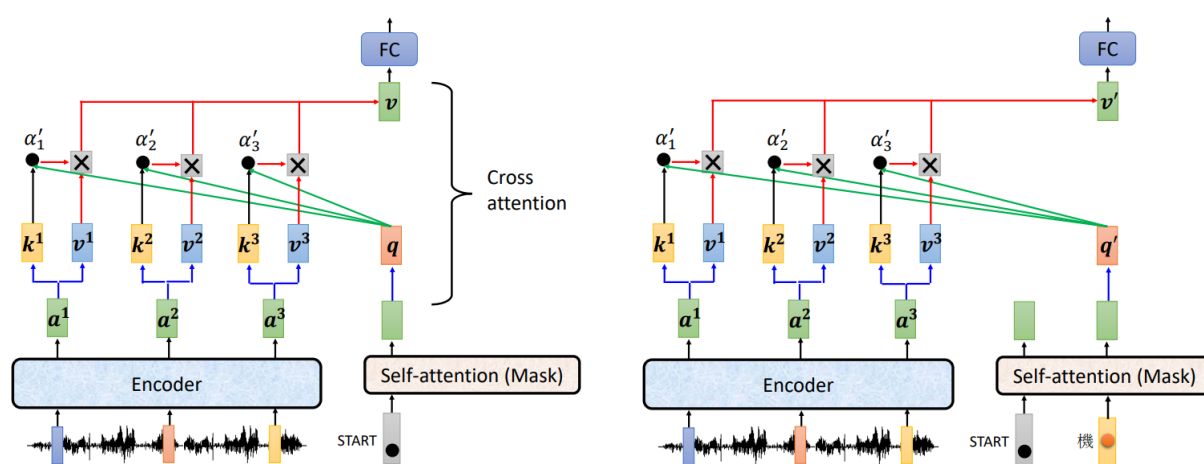 FC
v
α′₁
α′₂
α′₃
Cross
attention
k¹
v¹
k²
v²
k³
v³
q
a¹
a²
a³
Encoder
Self-attention (Mask)
START
FC
v′
α′₁
α′₂
α′₃
k¹
v¹
k²
v²
k³
v³
q′
a¹
a²
a³
Encoder
Self-attention (Mask)
START
機